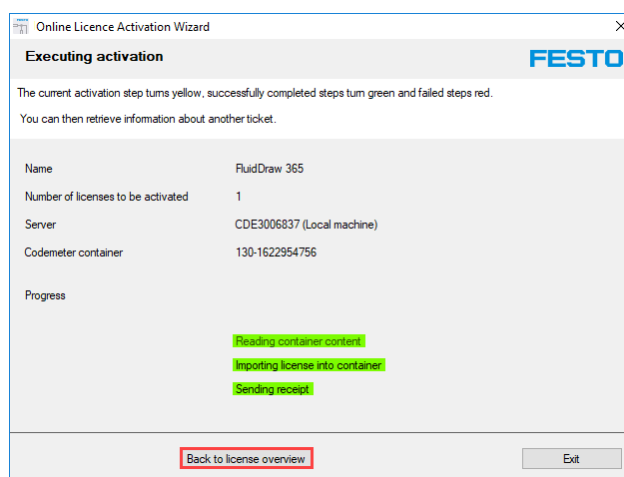 Online Licence Activation Wizard
Executing activation
FESTO
The current activation step turns yellow, successfully completed steps turn green and failed steps red.
You can then retrieve information about another ticket.
Name FluidDraw 365
Number of licenses to be activated 1
Server CDE3006837 (Local machine)
Codemeter container 130-1622954756
Progress
Reading container content
Importing license into container
Sending receipt
Back to license overview Exit